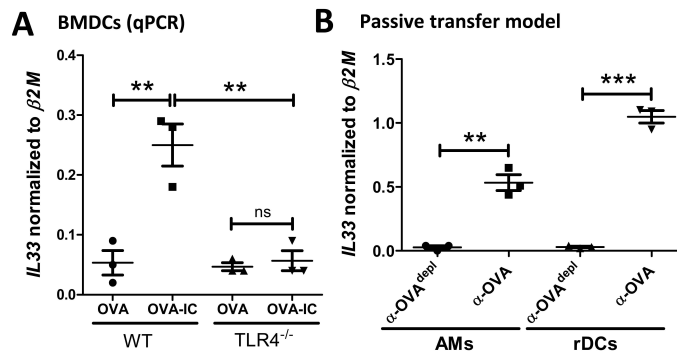 A BMDCs (qPCR)
IL33 normalized to β2M
0.4
0.3
0.2
0.1
0.0
**
**
ns
OVA OVA-IC OVA OVA-IC
WT TLR4-/-
B Passive transfer model
IL33 normalized to β2M
1.5
1.0
0.5
0.0
**
***
α-OVAdepl α-OVA α-OVAdepl α-OVA
AMs rDCs